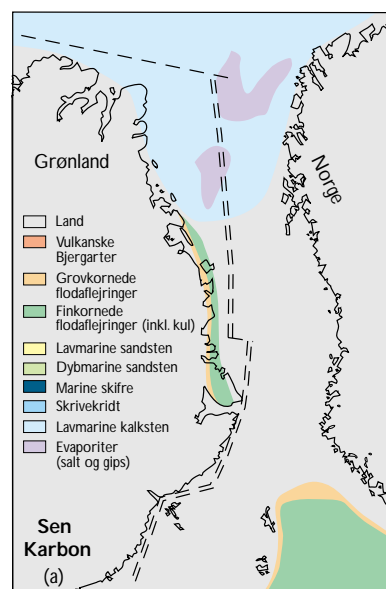 Grønland
Norge
Land
Vulkanske
Bjergarter
Grovkornede
flodaflejringer
Finkornede
flodaflejringer (inkl. kul)
Lavmarine sandsten
Dybmarine sandsten
Marine skifre
Skrivekridt
Lavmarine kalksten
Evaporiter
(salt og gips)
Sen
Karbon
(a)